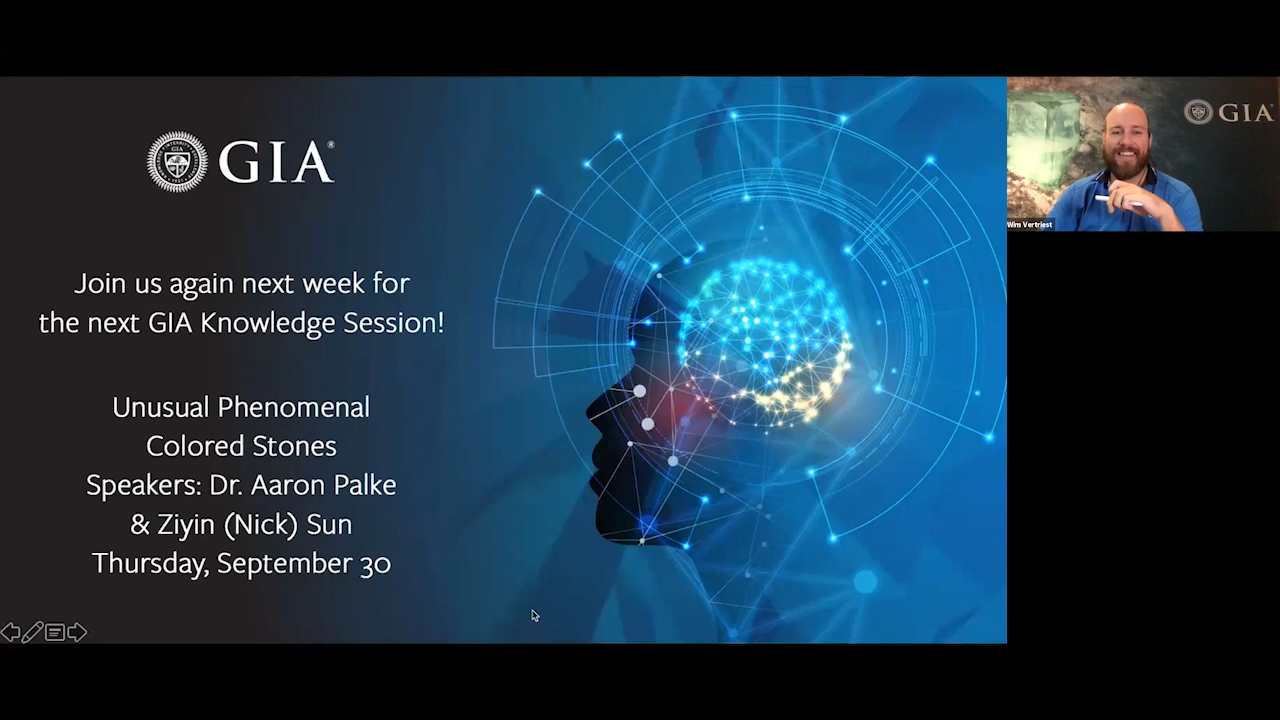 GIA®
Join us again next week for
the next GIA Knowledge Session!
Unusual Phenomenal
Colored Stones
Speakers: Dr. Aaron Palke
& Ziyin (Nick) Sun
Thursday, September 30
GIA
Wim Vertriest